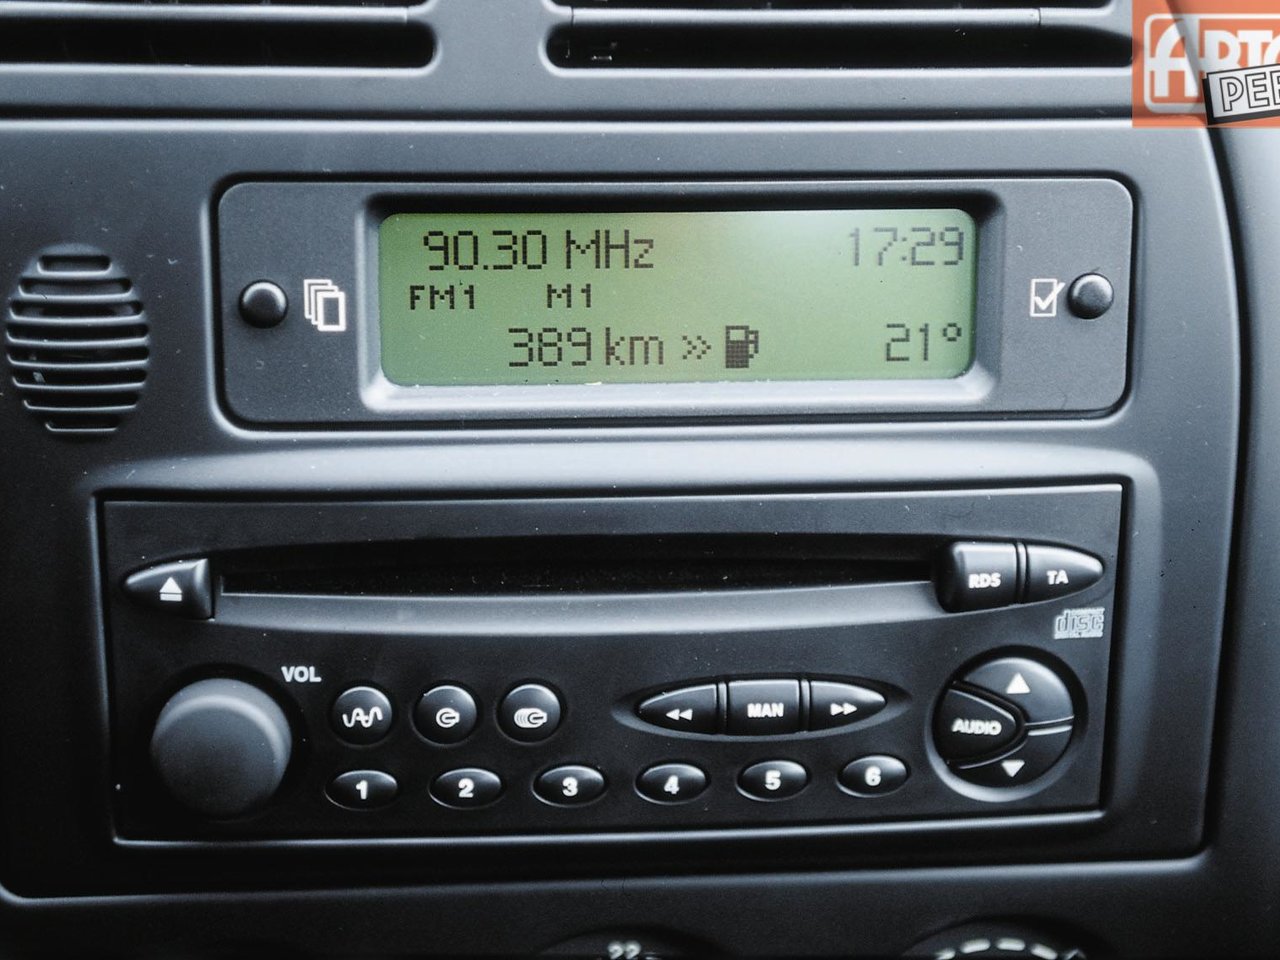 90.30 MHz 17:29
FM1 M1
389 km » 21°
RDS TA
disc
VOL
MAN
AUDIO
1 2 3 4 5 6